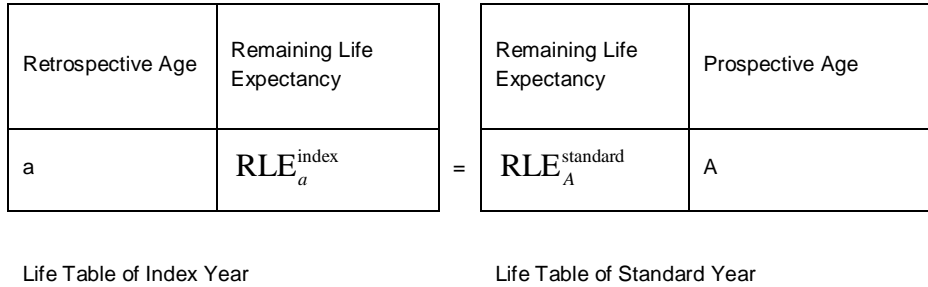 Retrospective Age
Remaining Life
Expectancy
Remaining Life
Expectancy
Prospective Age
a
RLE_a^index
=
RLE_A^standard
A
Life Table of Index Year
Life Table of Standard Year